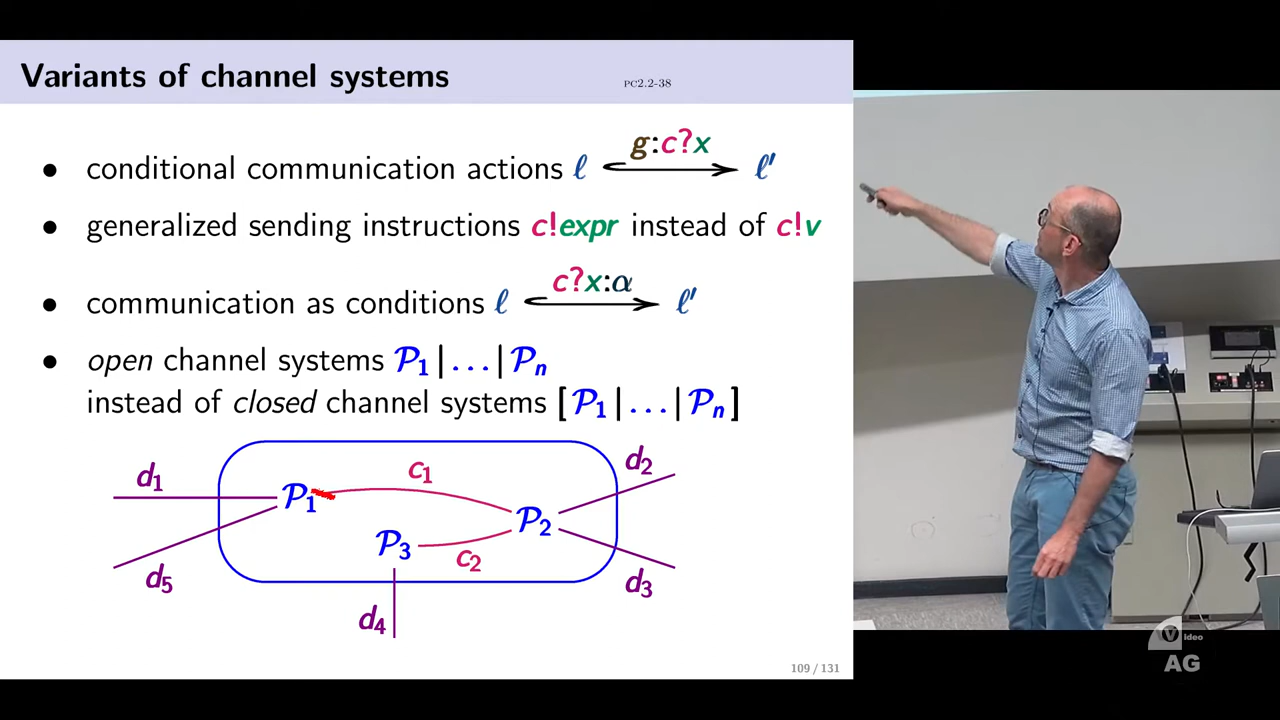 Variants of channel systems PC2.2-38
g:c?x
• conditional communication actions ℓ ↪ ℓ'
• generalized sending instructions c!expr instead of c!v
c?x:α
• communication as conditions ℓ ↪ ℓ'
• open channel systems 𝒫₁|...|𝒫ₙ
instead of closed channel systems [𝒫₁|...|𝒫ₙ]
d₁ c₁ d₂
𝒫₁ 𝒫₂
𝒫₃
d₅ c₂ d₃
d₄
109 / 131
Video
AG